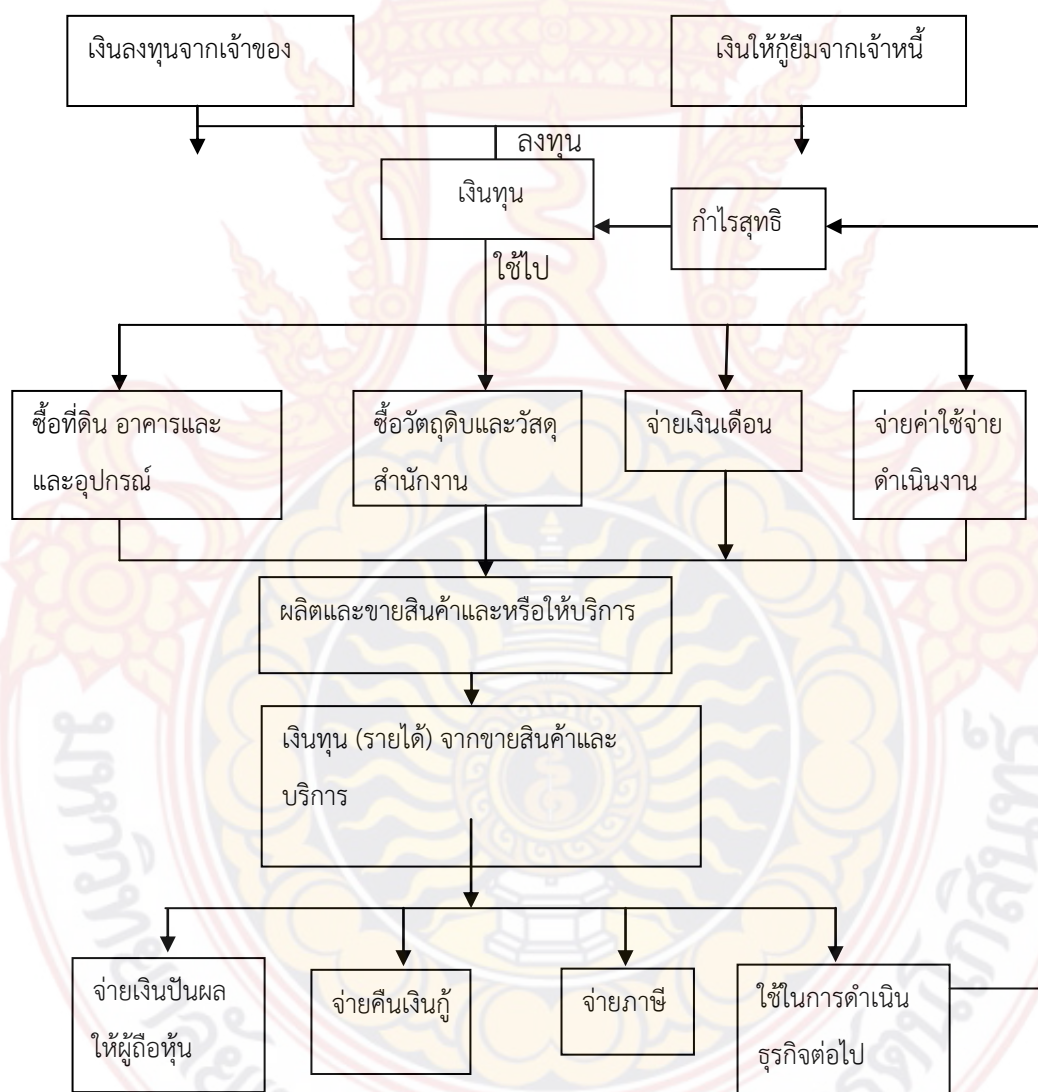 เงินลงทุนจากเจ้าของ
เงินให้กู้ยืมจากเจ้าหนี้
ลงทุน
เงินทุน
กำไรสุทธิ
ใช้ไป
ซื้อที่ดิน อาคารและ
และอุปกรณ์
ซื้อวัตถุดิบและวัสดุ
สำนักงาน
จ่ายเงินเดือน
จ่ายค่าใช้จ่าย
ดำเนินงาน
ผลิตและขายสินค้าและหรือให้บริการ
เงินทุน (รายได้) จากขายสินค้าและ
บริการ
จ่ายเงินปันผล
ให้ผู้ถือหุ้น
จ่ายคืนเงินกู้
จ่ายภาษี
ใช้ในการดำเนิน
ธุรกิจต่อไป